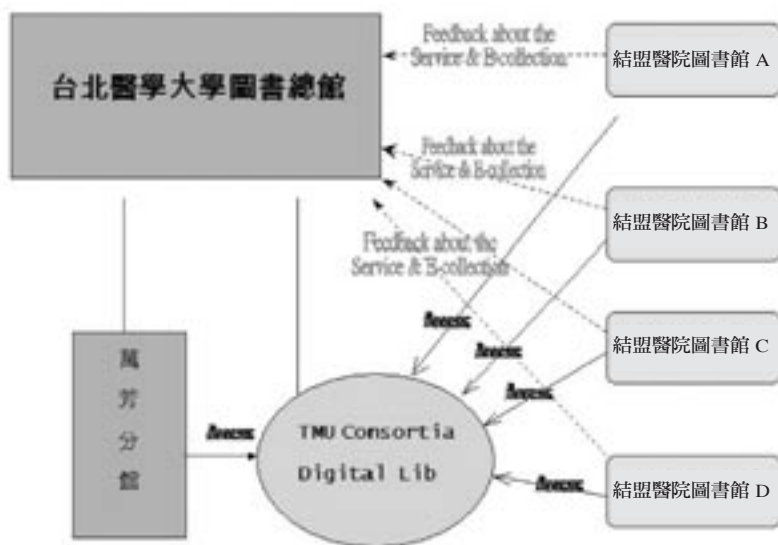 Feedback about the
Service & E-collection
結盟醫院圖書館 A
台北醫學大學圖書總館
Feedback about the
Service & E-collection
結盟醫院圖書館 B
Feedback about the
Service & E-collection
Access
結盟醫院圖書館 C
Access
萬芳分館
Access
Access
TMU Consortia
Digital Lib
結盟醫院圖書館 D
Access